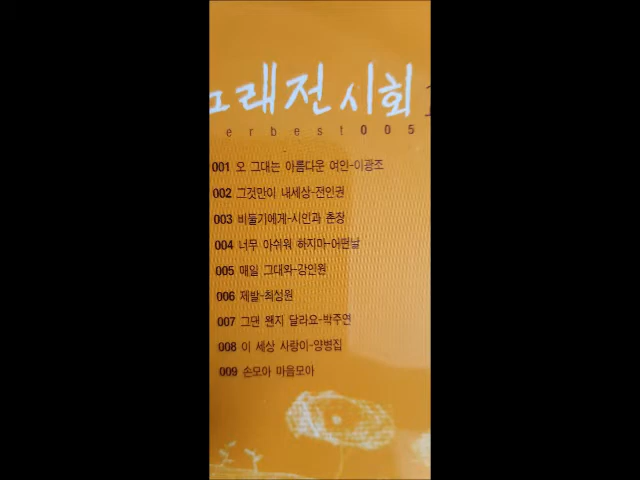 노래전시회
erbest005
001 오 그대는 아름다운 여인-이광조
002 그것만이 내세상-전인권
003 비둘기에게-시인과 촌장
004 너무 아쉬워 하지마-어떤날
005 매일 그대와-강인원
006 제발-최성원
007 그댄 왠지 달라요-박주연
008 이 세상 사랑이-양병집
009 손모아 마음모아